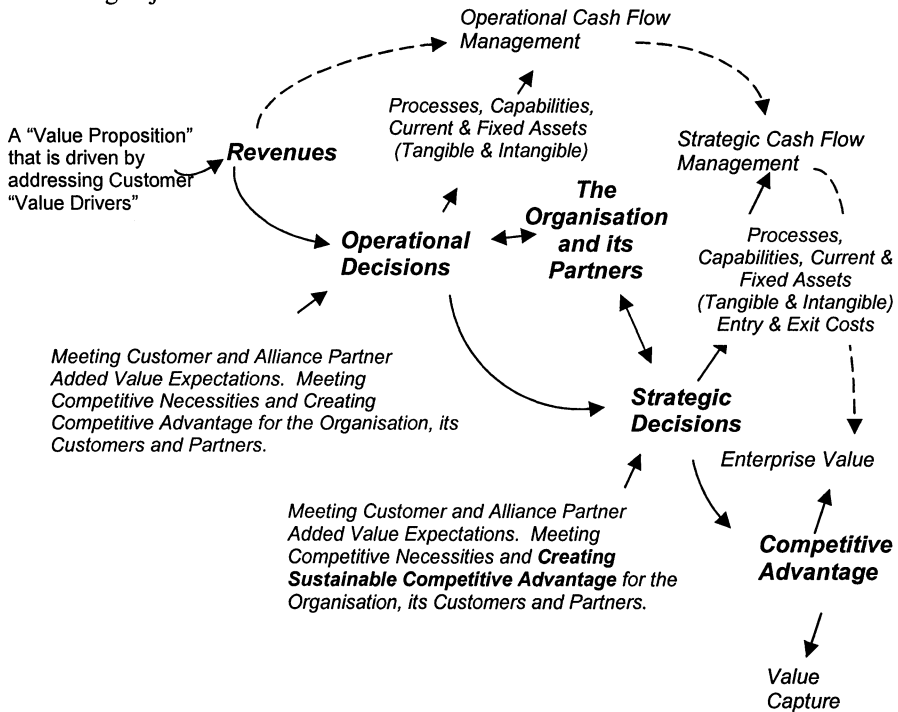 Operational Cash Flow
Management
Processes, Capabilities,
Current & Fixed Assets
(Tangible & Intangible)
A “Value Proposition”
that is driven by
addressing Customer
“Value Drivers”
Revenues
Strategic Cash Flow
Management
The
Organisation
and its
Partners
Operational
Decisions
Processes,
Capabilities, Current &
Fixed Assets
(Tangible & Intangible)
Entry & Exit Costs
Meeting Customer and Alliance Partner
Added Value Expectations. Meeting
Competitive Necessities and Creating
Competitive Advantage for the Organisation, its
Customers and Partners.
Strategic
Decisions
Enterprise Value
Meeting Customer and Alliance Partner
Added Value Expectations. Meeting
Competitive Necessities and Creating
Sustainable Competitive Advantage for the
Organisation, its Customers and Partners.
Competitive
Advantage
Value
Capture